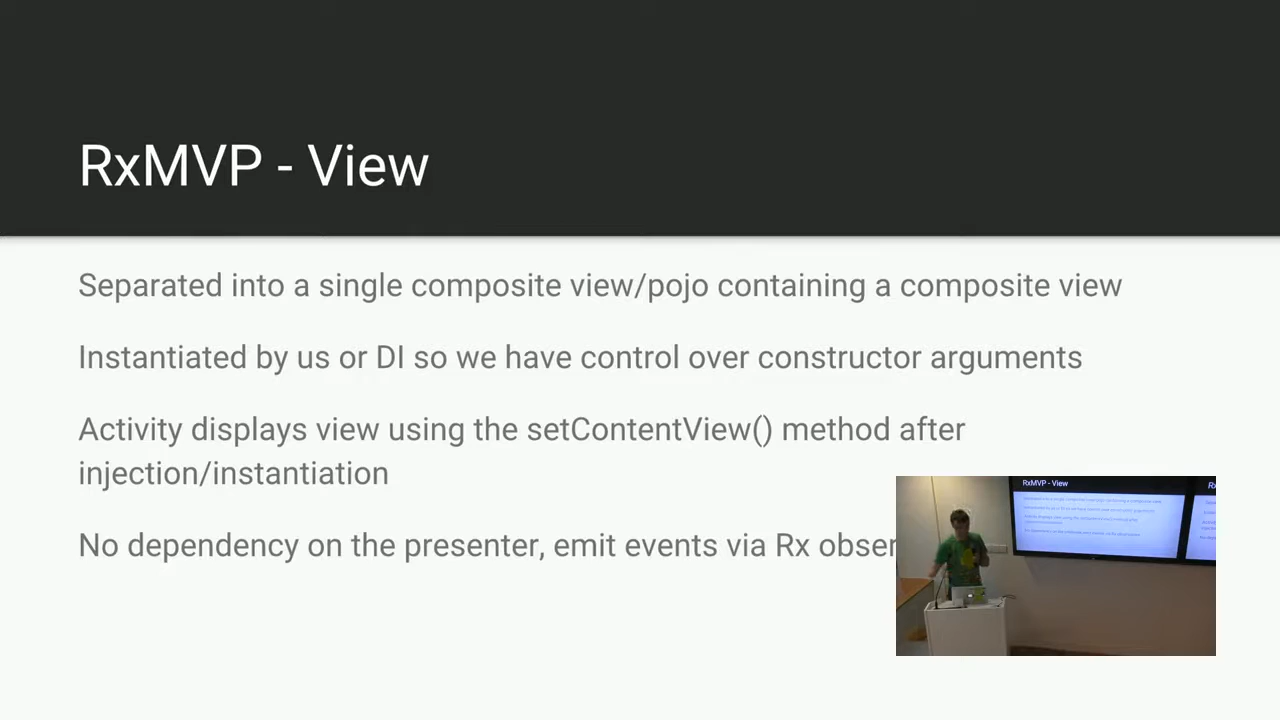 RxMVP - View
Separated into a single composite view/pojo containing a composite view
Instantiated by us or DI so we have control over constructor arguments
Activity displays view using the setContentView() method after
injection/instantiation
No dependency on the presenter, emit events via Rx obser
RxMVP - View